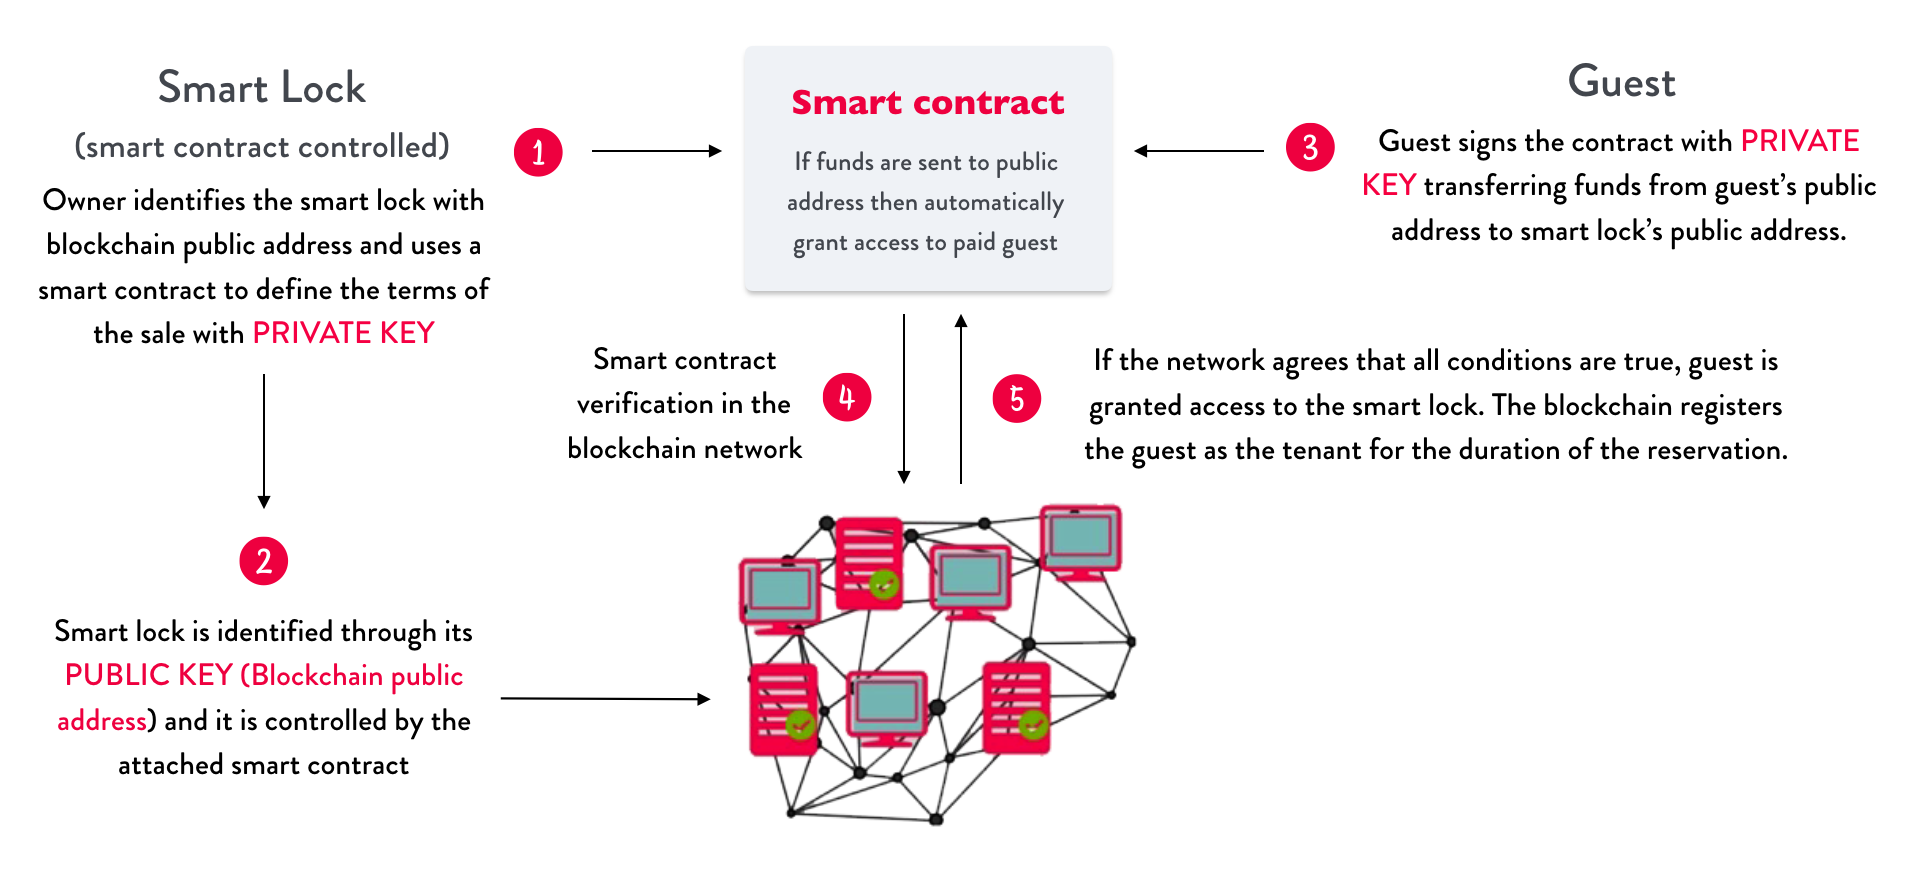 Smart Lock
(smart contract controlled)
Owner identifies the smart lock with
blockchain public address and uses a
smart contract to define the terms of
the sale with PRIVATE KEY
1
Smart contract
If funds are sent to public
address then automatically
grant access to paid guest
3
Guest
Guest signs the contract with PRIVATE
KEY transferring funds from guest’s public
address to smart lock’s public address.
2
Smart lock is identified through its
PUBLIC KEY (Blockchain public
address) and it is controlled by the
attached smart contract
Smart contract
verification in the
blockchain network
4
5
If the network agrees that all conditions are true, guest is
granted access to the smart lock. The blockchain registers
the guest as the tenant for the duration of the reservation.